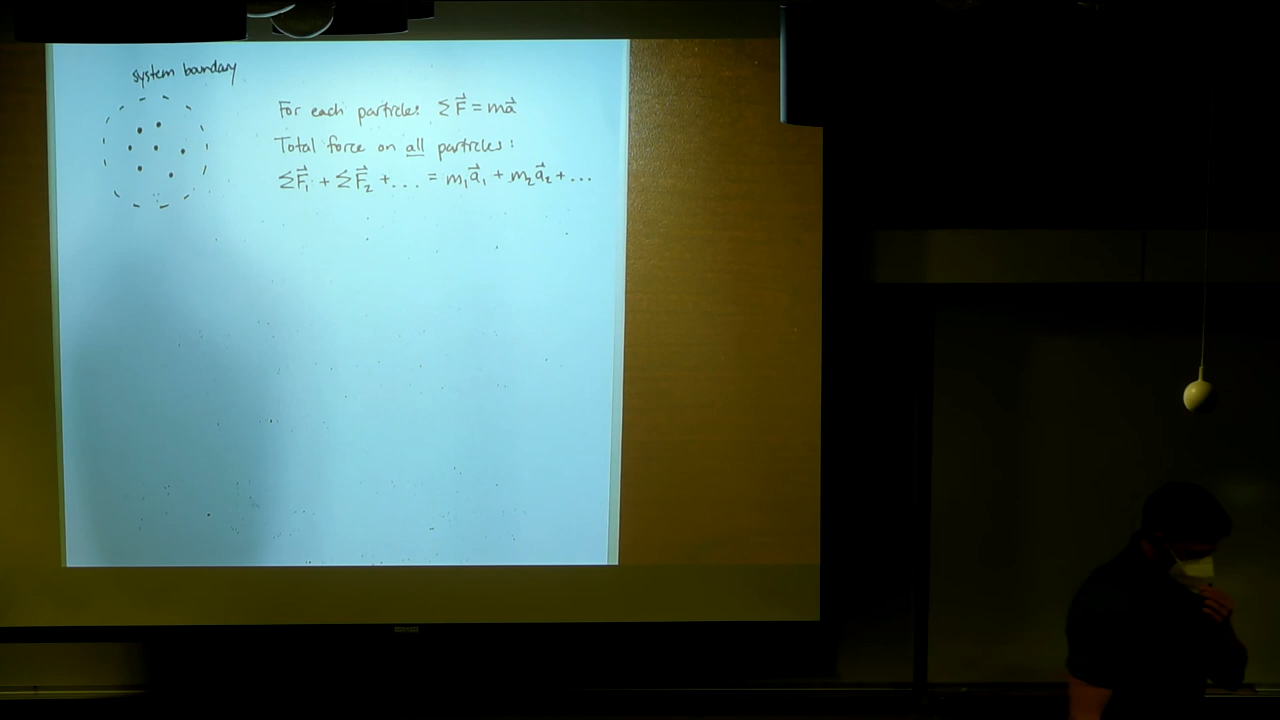 system boundary
For each particle: ΣF⃗ = ma⃗
Total force on all particles:
ΣF⃗₁ + ΣF⃗₂ + ... = m₁a⃗₁ + m₂a⃗₂ + ...